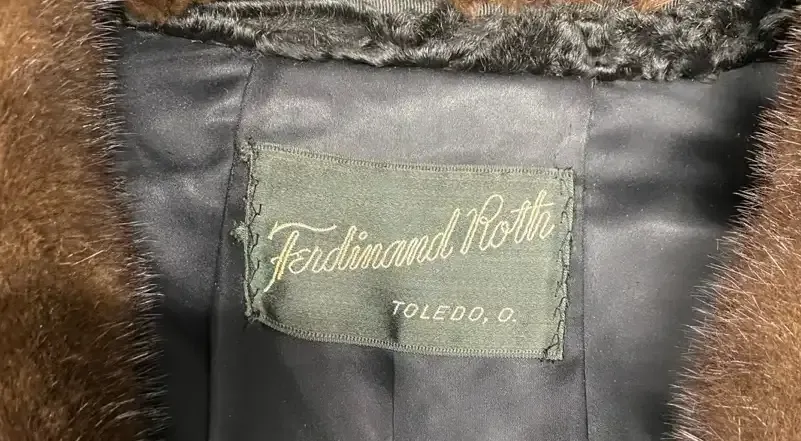 Ferdinand Roth
TOLEDO, O.